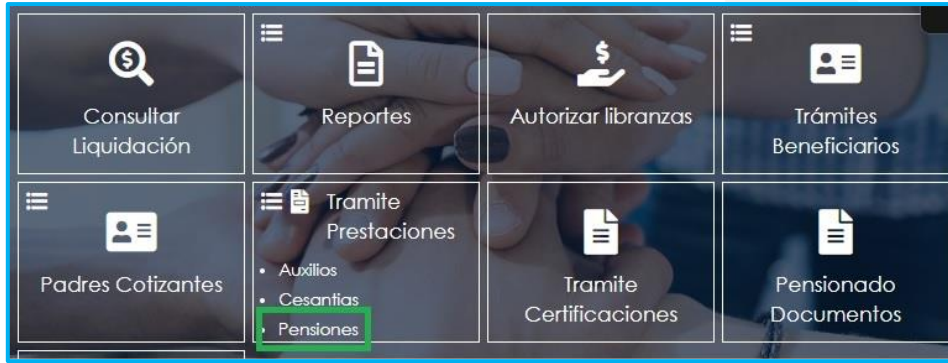 Consultar
Liquidación
Reportes
Autorizar libranzas
Trámites
Beneficiarios
Padres Cotizantes
Tramite
Prestaciones
• Auxilios
• Cesantias
• Pensiones
Tramite
Certificaciones
Pensionado
Documentos